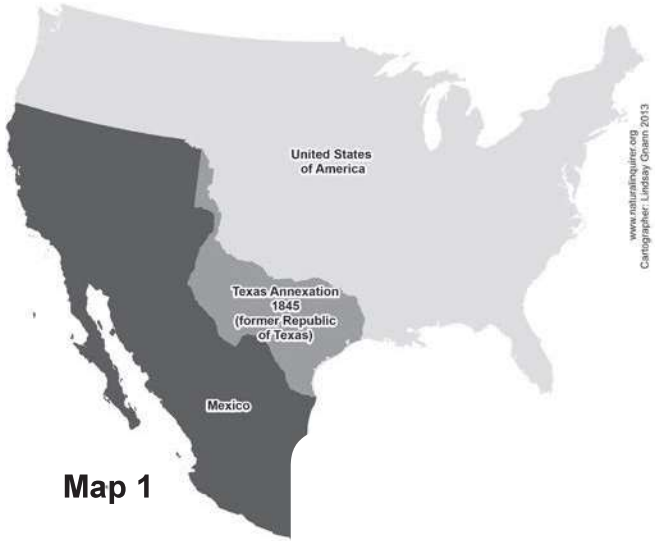 United States
of America
Texas Annexation
1845
(former Republic
of Texas)
Mexico
Map 1
www.naturalinquirer.org
Cartographer: Lindsay Gnann 2013